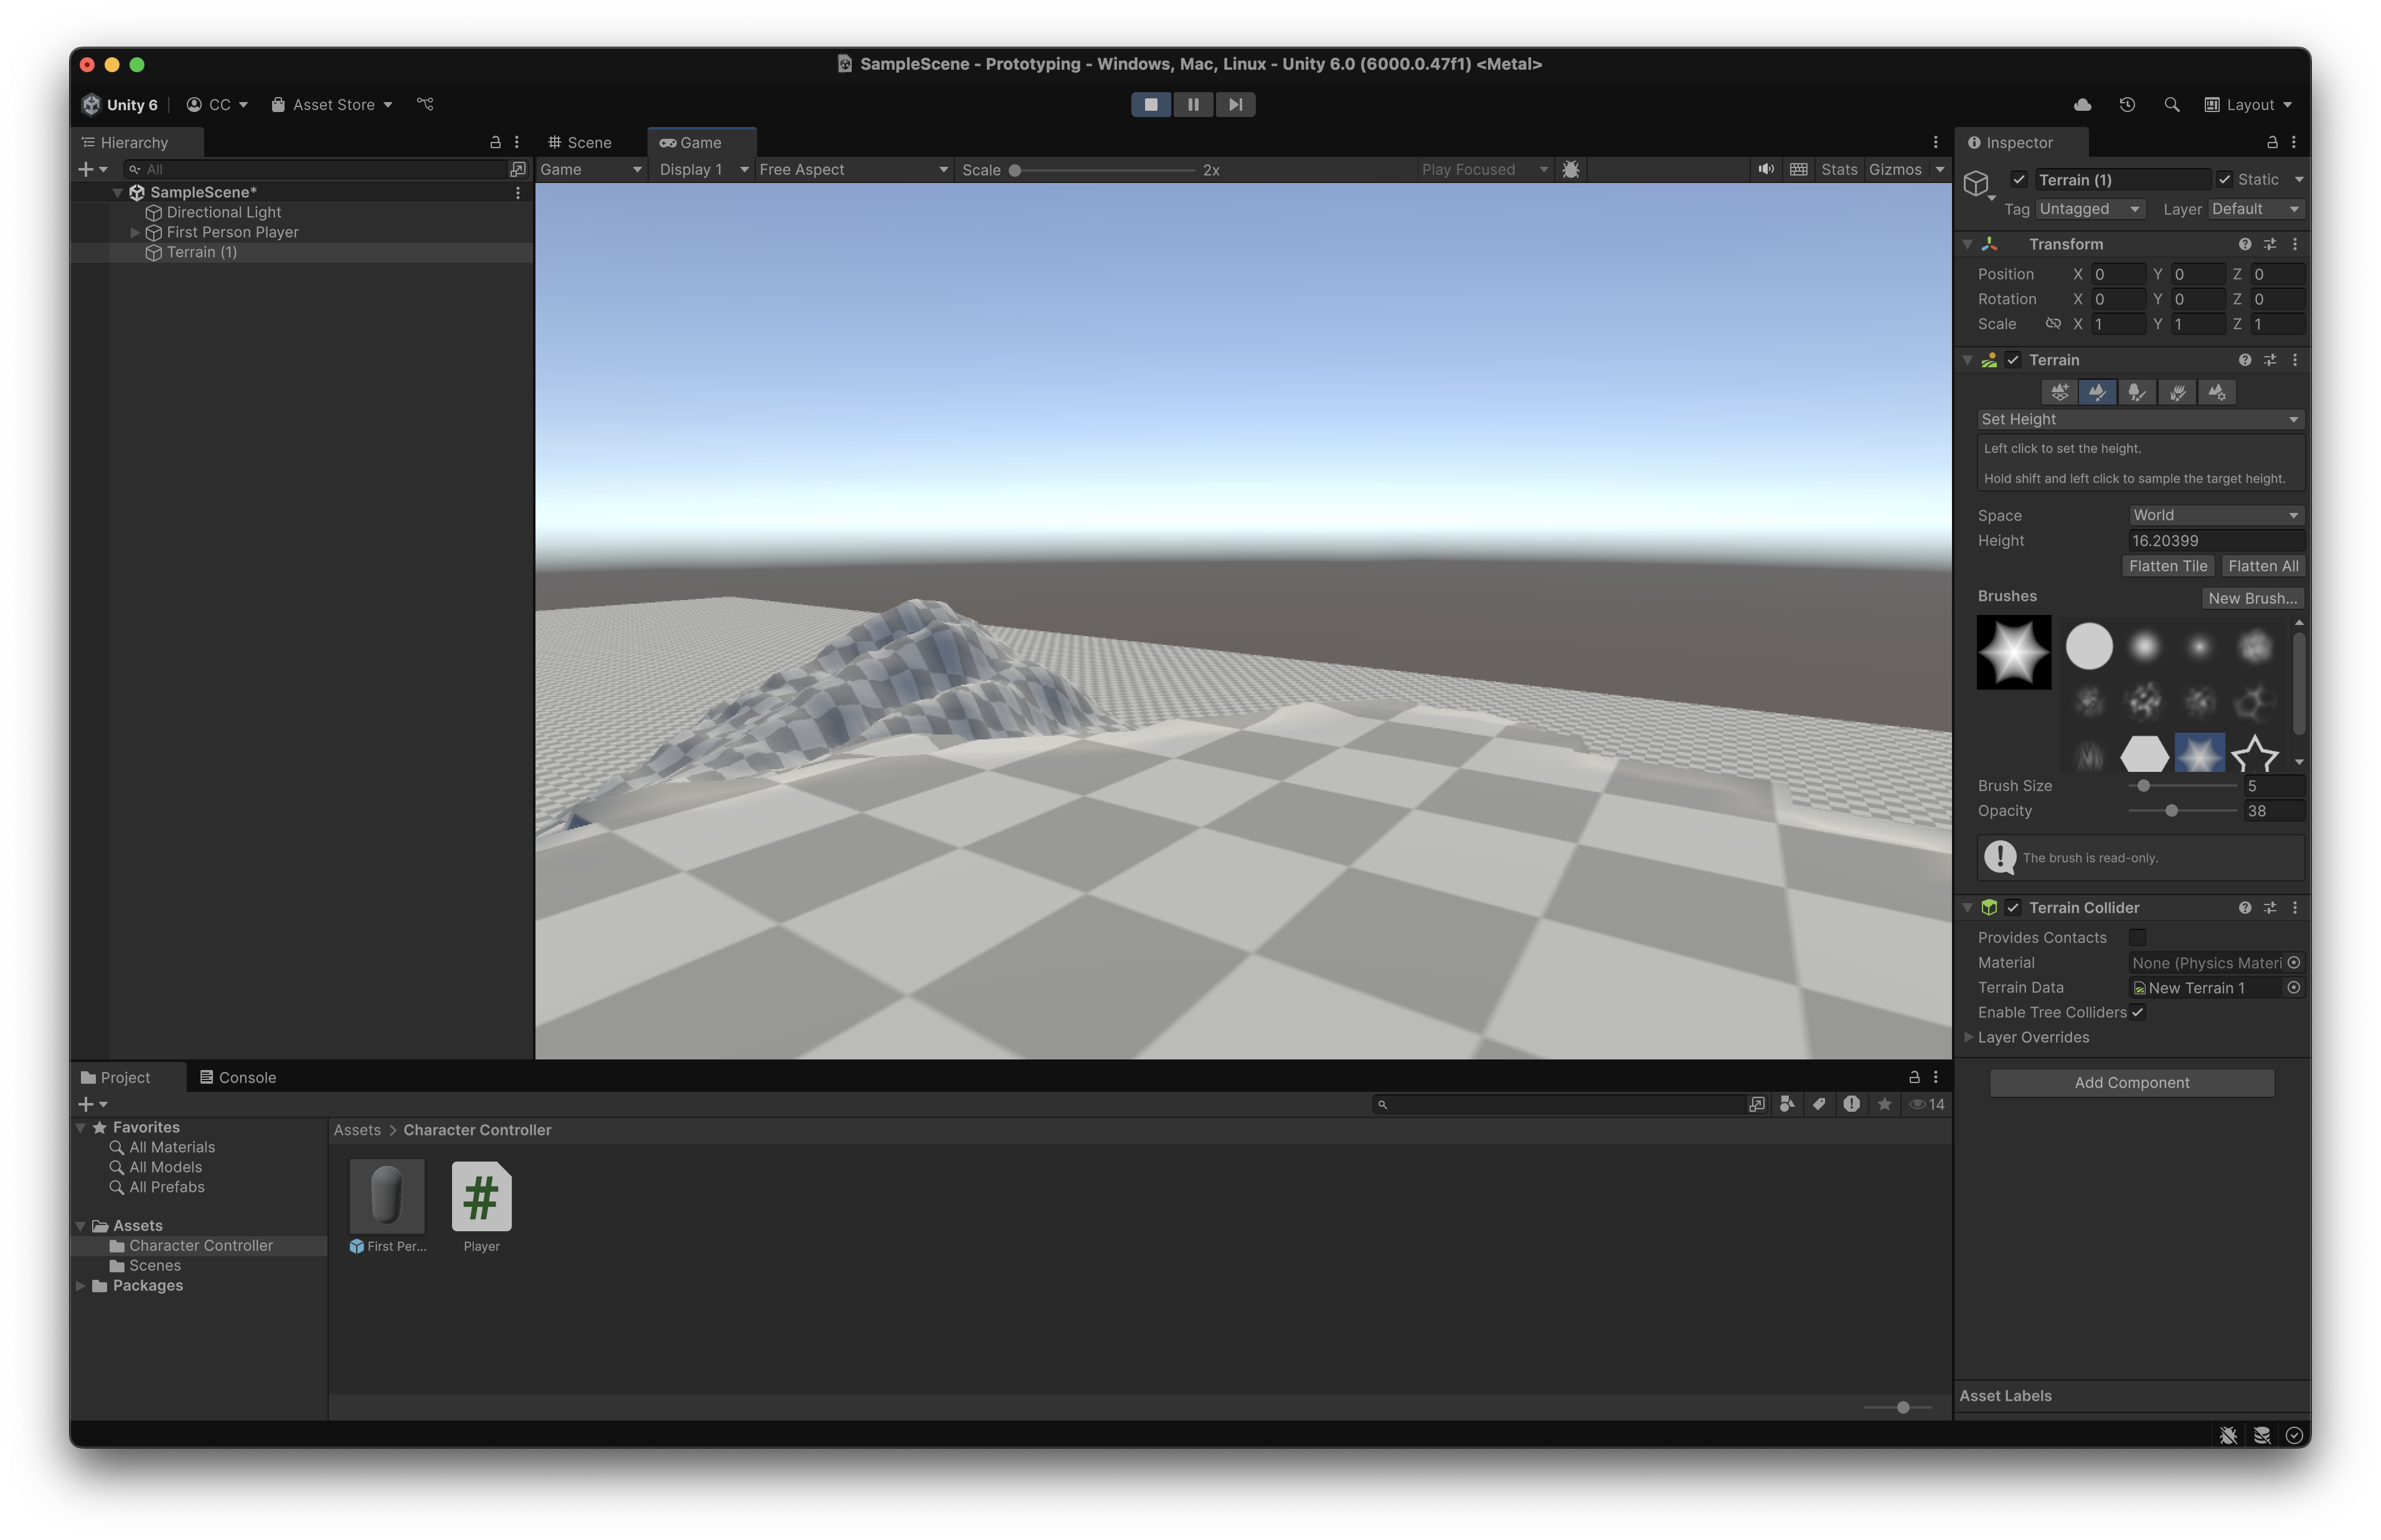 SampleScene - Prototyping - Windows, Mac, Linux - Unity 6.0 (6000.0.47f1) <Metal>
Unity 6
CC
Asset Store
Layout
Hierarchy
All
SampleScene*
Directional Light
First Person Player
Terrain (1)
Scene
Game
Game
Display 1
Free Aspect
Scale
2x
Play Focused
Stats
Gizmos
Inspector
Terrain (1)
Static
Tag Untagged Layer Default
Transform
Position X 0 Y 0 Z 0
Rotation X 0 Y 0 Z 0
Scale X 1 Y 1 Z 1
Terrain
Set Height
Left click to set the height.
Hold shift and left click to sample the target height.
Space World
Height 16.20399
Flatten Tile Flatten All
Brushes New Brush...
Brush Size 5
Opacity 38
The brush is read-only.
Terrain Collider
Provides Contacts
Material None (Physics Materi
Terrain Data New Terrain 1
Enable Tree Colliders
Layer Overrides
Add Component
Asset Labels
Project
Console
14
Favorites
All Materials
All Models
All Prefabs
Assets
Character Controller
Scenes
Packages
Assets > Character Controller
First Per...
#
Player